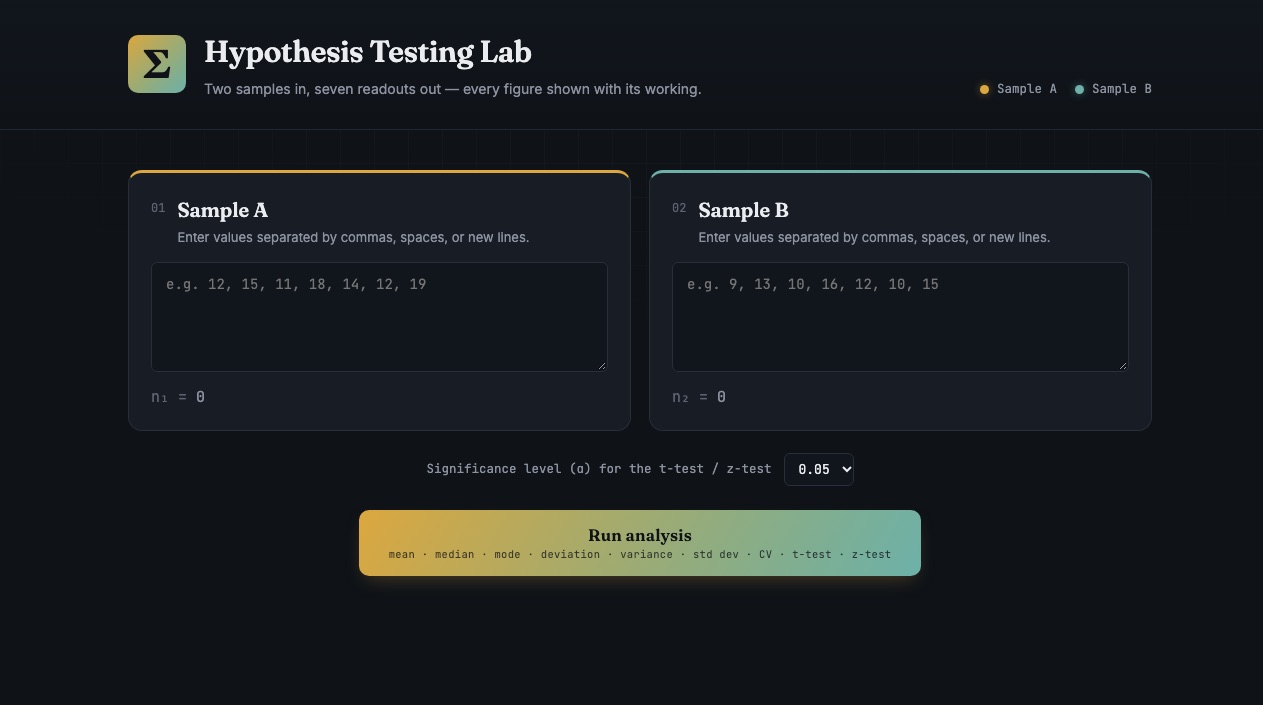 Σ
Hypothesis Testing Lab
Two samples in, seven readouts out — every figure shown with its working.
Sample A
Sample B
01 Sample A
Enter values separated by commas, spaces, or new lines.
e.g. 12, 15, 11, 18, 14, 12, 19
n₁ = 0
02 Sample B
Enter values separated by commas, spaces, or new lines.
e.g. 9, 13, 10, 16, 12, 10, 15
n₂ = 0
Significance level (α) for the t-test / z-test 0.05
Run analysis
mean · median · mode · deviation · variance · std dev · CV · t-test · z-test